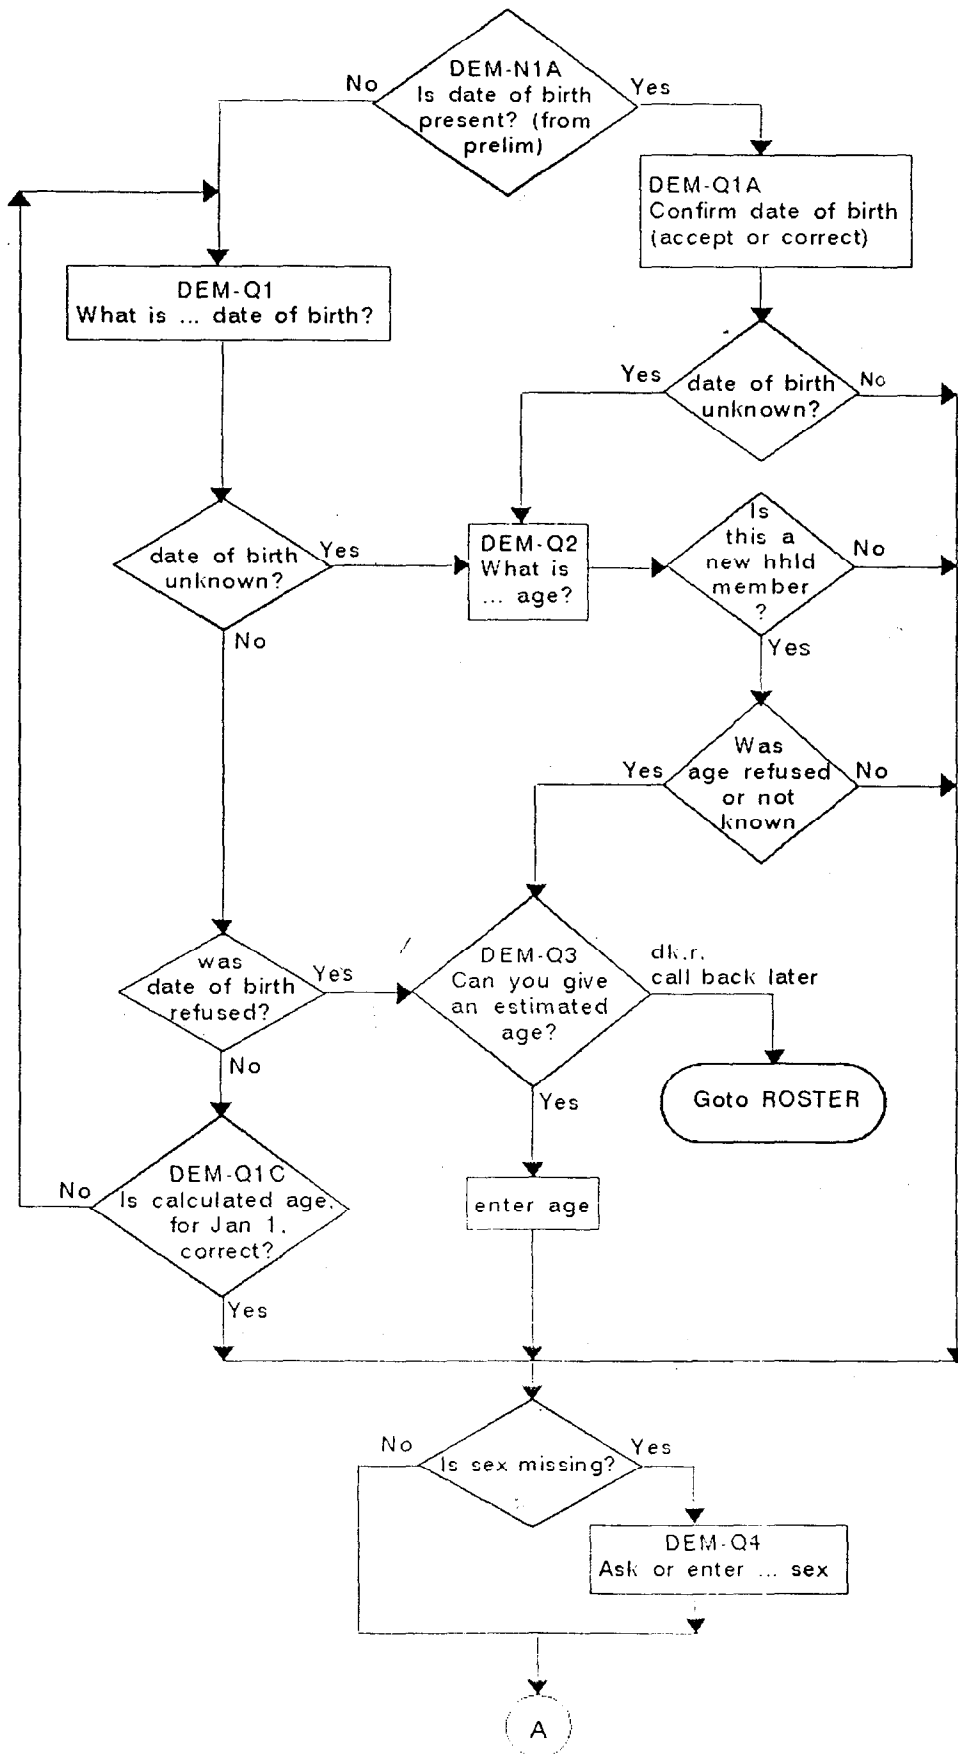 DEM-N1A
Is date of birth
present? (from
prelim)
No
Yes
DEM-Q1A
Confirm date of birth
(accept or correct)
DEM-Q1
What is ... date of birth?
Yes
date of birth
unknown?
No
date of birth
unknown?
Yes
No
DEM-Q2
What is
... age?
Is
this a
new hhld
member
?
No
Yes
Was
age refused
or not
known
Yes
No
was
date of birth
refused?
Yes
No
DEM-Q3
Can you give
an estimated
age?
dk.r.
call back later
Yes
Goto ROSTER
DEM-Q1C
Is calculated age,
for Jan 1,
correct?
No
Yes
enter age
Is sex missing?
No
Yes
DEM-Q4
Ask or enter ... sex
A